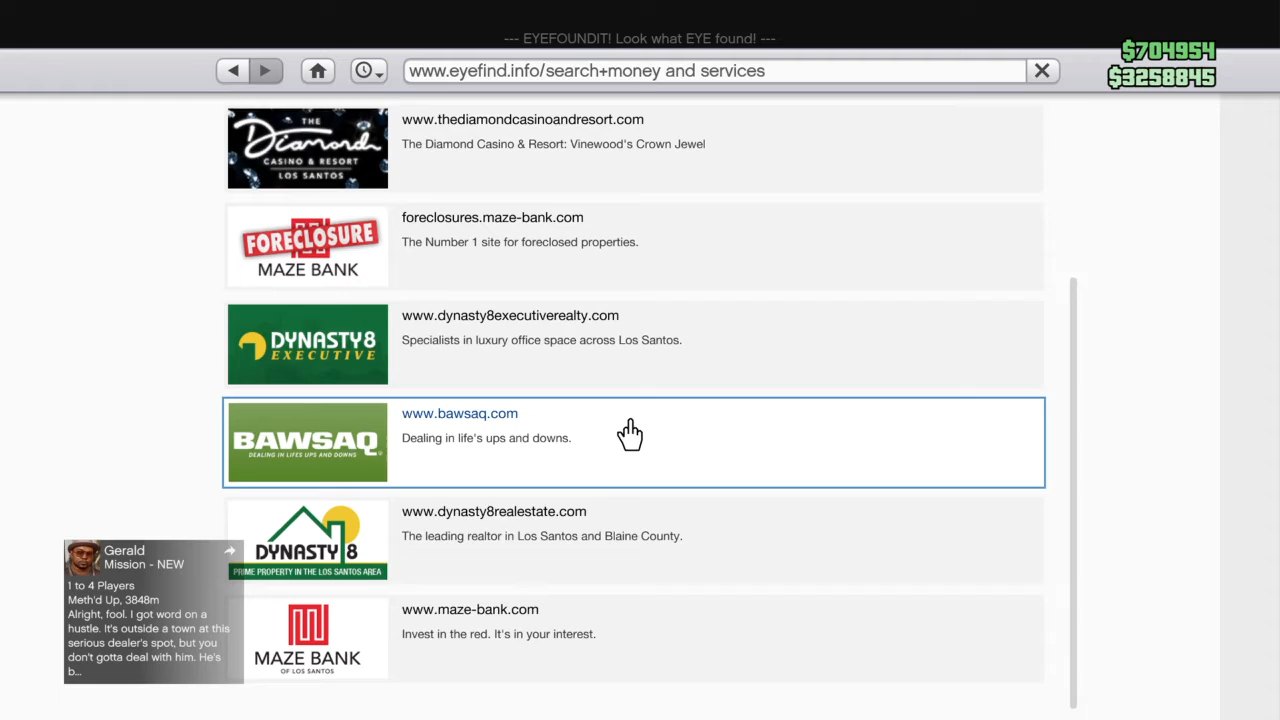 --- EYEFOUNDIT! Look what EYE found! ---
$704954
www.eyefind.info/search+money and services
$3258845
THE
Diamond
CASINO & RESORT
LOS SANTOS
www.thediamondcasinoandresort.com
The Diamond Casino & Resort: Vinewood's Crown Jewel
FORECLOSURE
MAZE BANK
foreclosures.maze-bank.com
The Number 1 site for foreclosed properties.
DYNASTY8
EXECUTIVE
www.dynasty8executiverealty.com
Specialists in luxury office space across Los Santos.
BAWSAQ
DEALING IN LIFES UPS AND DOWNS
www.bawsaq.com
Dealing in life's ups and downs.
DYNASTY 8
PRIME PROPERTY IN THE LOS SANTOS AREA
www.dynasty8realestate.com
The leading realtor in Los Santos and Blaine County.
MAZE BANK
OF LOS SANTOS
www.maze-bank.com
Invest in the red. It's in your interest.
Gerald
Mission - NEW
1 to 4 Players
Meth'd Up, 3848m
Alright, fool. I got word on a
hustle. It's outside a town at this
serious dealer's spot, but you
don't gotta deal with him. He's
b...